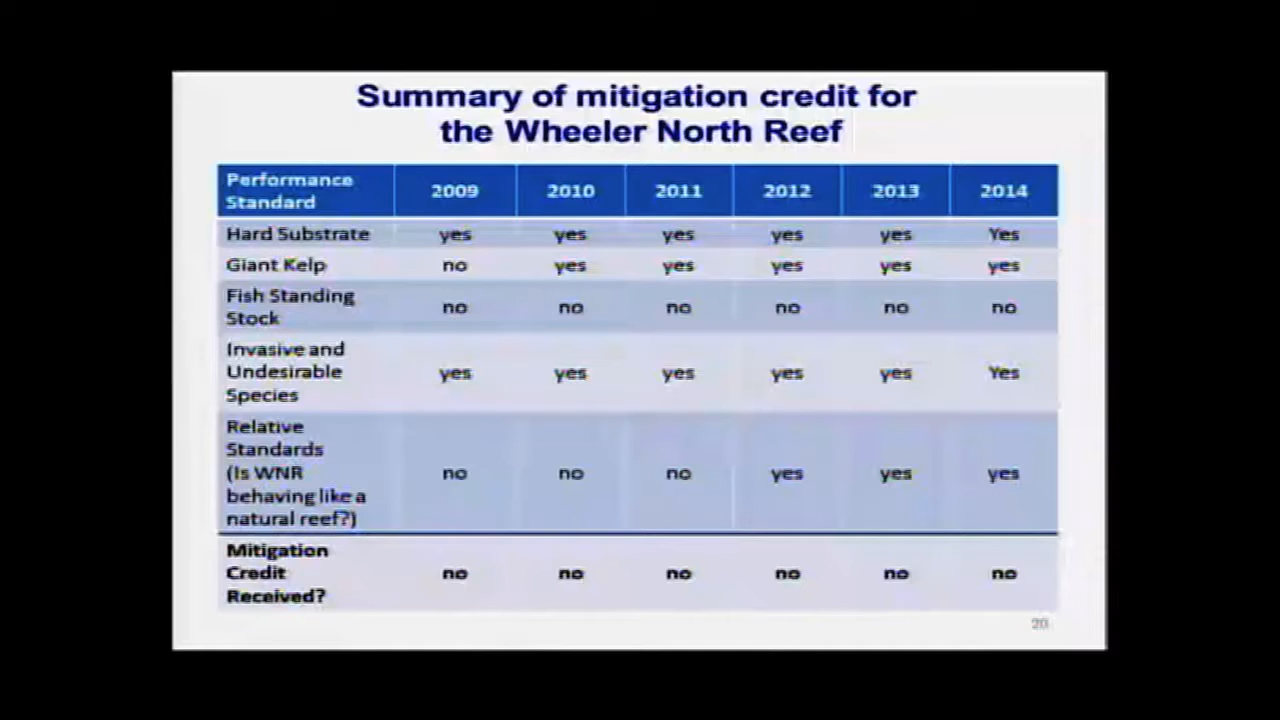 Summary of mitigation credit for
the Wheeler North Reef
Performance Standard 2009 2010 2011 2012 2013 2014
Hard Substrate yes yes yes yes yes Yes
Giant Kelp no yes yes yes yes yes
Fish Standing Stock no no no no no no
Invasive and Undesirable Species yes yes yes yes yes Yes
Relative Standards (Is WNR behaving like a natural reef?) no no no yes yes yes
Mitigation Credit Received? no no no no no no
20